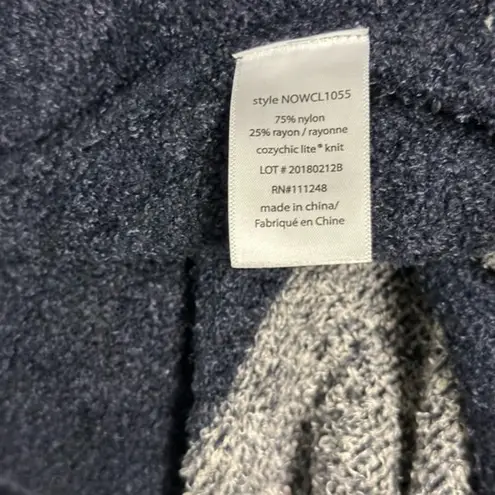 style NOWCL1055
75% nylon
25% rayon / rayonne
cozychic lite® knit
LOT # 20180212B
RN#111248
made in china/
Fabriqué en Chine